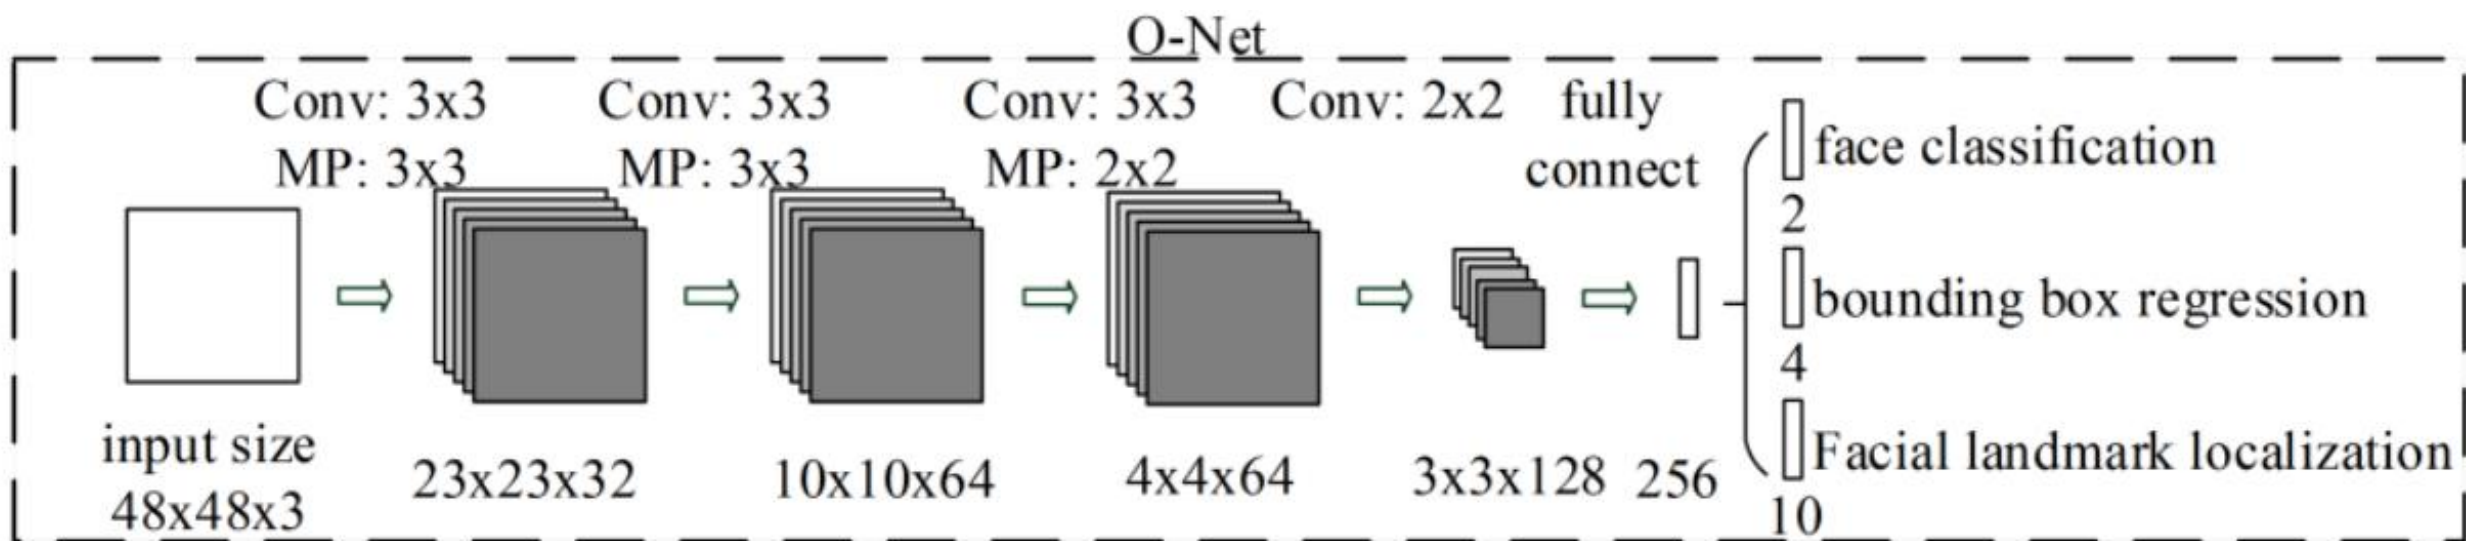 O-Net
Conv: 3x3
MP: 3x3
Conv: 3x3
MP: 3x3
Conv: 3x3
MP: 2x2
Conv: 2x2
fully
connect
input size
48x48x3
23x23x32
10x10x64
4x4x64
3x3x128
256
face classification
2
bounding box regression
4
Facial landmark localization
10